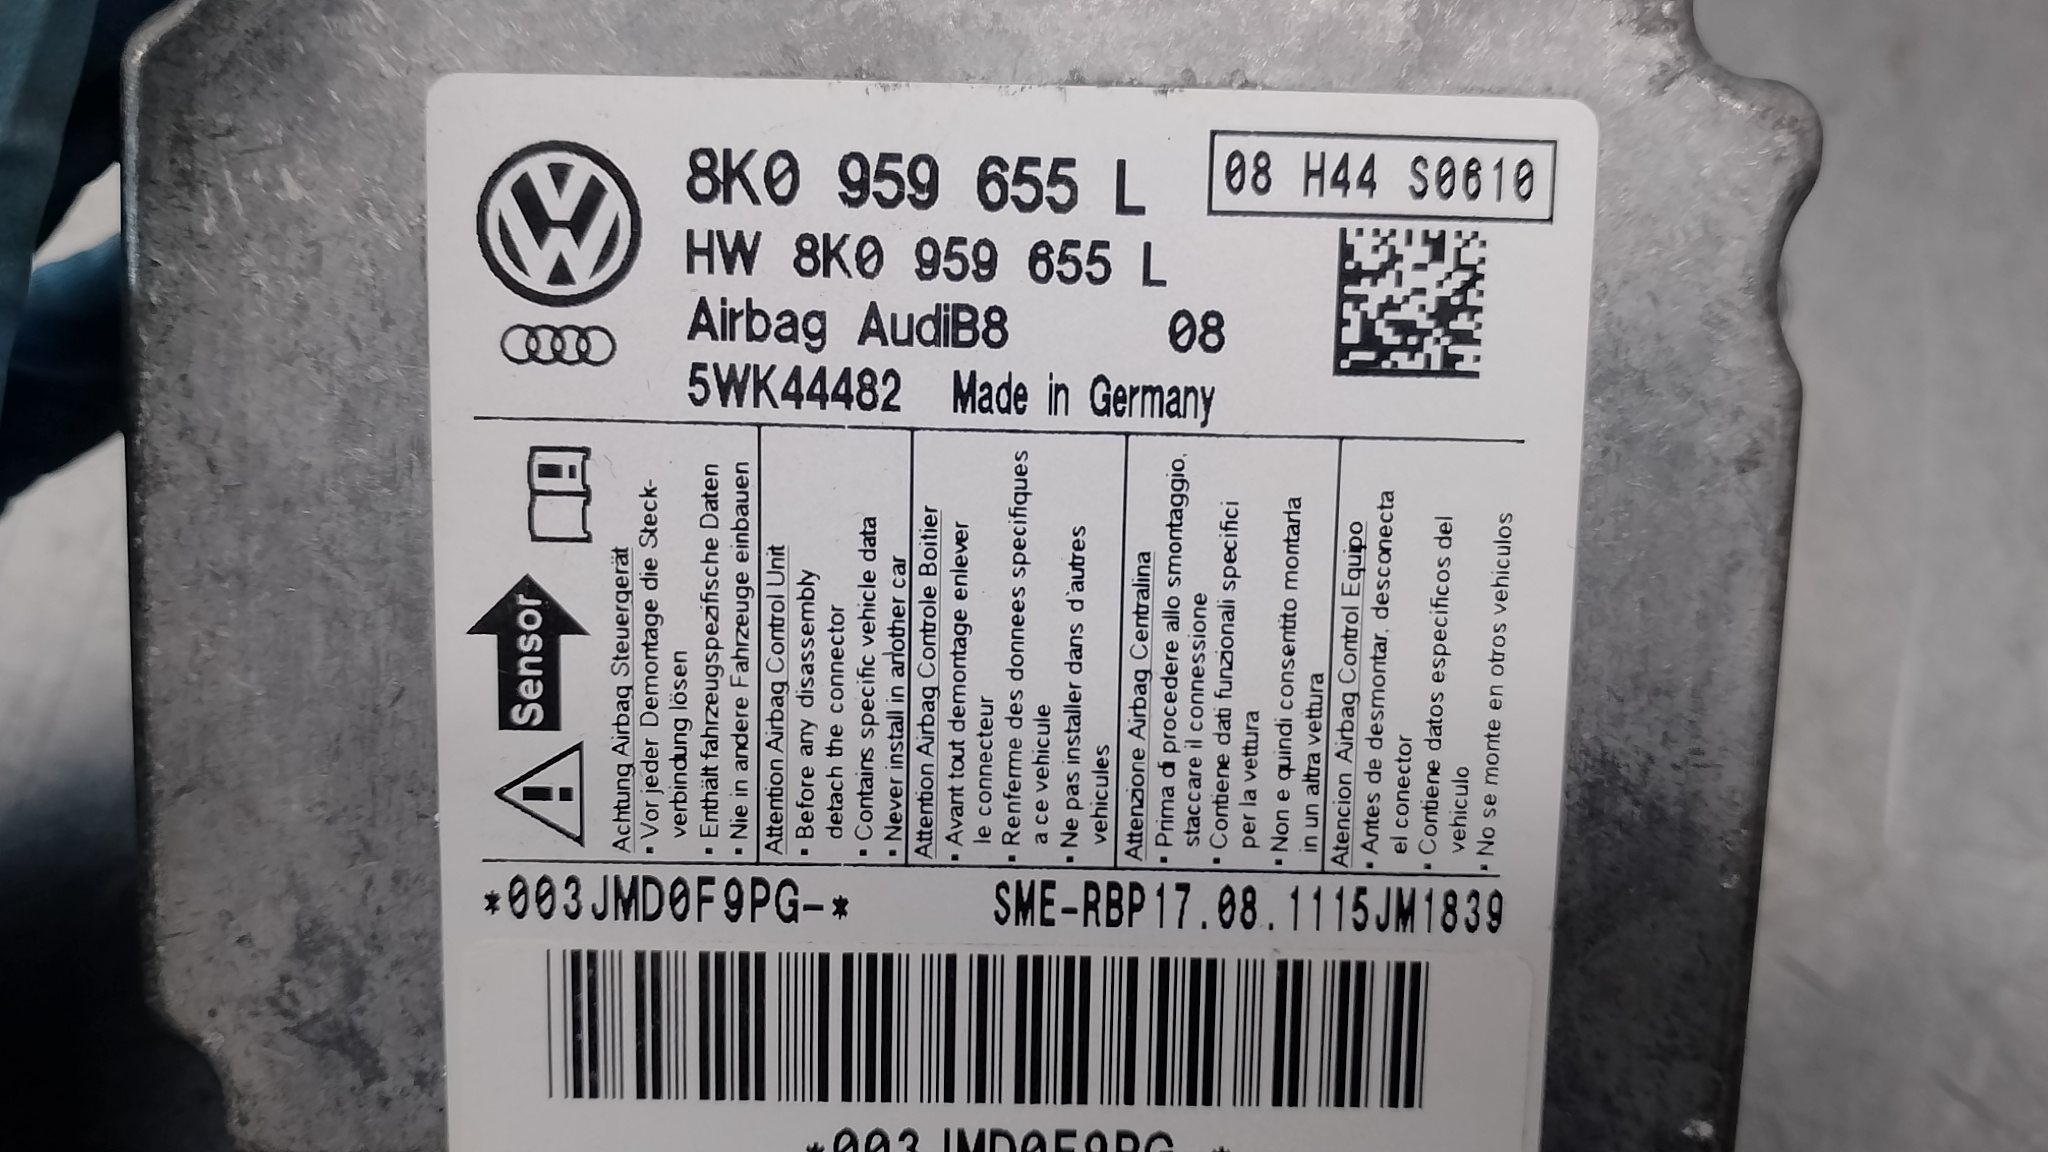 8K0 959 655 L
08 H44 S0610
HW 8K0 959 655 L
Airbag AudiB8 08
5WK44482 Made in Germany
Sensor
Achtung Airbag Steuergerät
▪ Vor jeder Demontage die Steck-
verbindung lösen
▪ Enthält fahrzeugspezifische Daten
▪ Nie in andere Fahrzeuge einbauen
Attention Airbag Control Unit
▪ Before any disassembly
detach the connector
▪ Contains specific vehicle data
▪ Never install in another car
Attention Airbag Controle Boitier
▪ Avant tout demontage enlever
le connecteur
▪ Renferme des donnees specifiques
a ce vehicule
▪ Ne pas installer dans d'autres
vehicules
Attenzione Airbag Centralina
▪ Prima di procedere allo smontaggio,
staccare il connessione
▪ Contiene dati funzionali specifici
per la vettura
▪ Non e quindi consentito montarla
in un altra vettura
Atencion Airbag Control Equipo
▪ Antes de desmontar, desconecta
el conector
▪ Contiene datos especificos del
vehiculo
▪ No se monte en otros vehiculos
*003JMD0F9PG-*
SME-RBP17.08.1115JM1839
*003JMD0F9PG-*